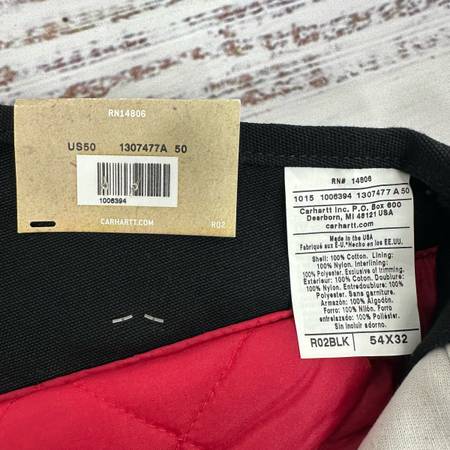 RN14806
US50 1307477A 50
1006394
CARHARTT.COM R02
RN# 14806
1015 1006394 1307477 A 50
Carhartt Inc. P.O. Box 600
Dearborn, MI 48121 USA
www.carhartt.com
Made in USA
Fabriqué aux E-U.*Hecho en los EE.UU.
Shell: 100% Cotton. Lining:
100% Nylon. Interlining:
100% Polyester. Exclusive of trimming.
Extérieur: 100% Coton. Doublure:
100% Nylon. Entredoublure: 100%
Polyester. Sans garniture.
Armazón: 100% Algodón.
Forro: 100% Nilon. Forro
entrelazado: 100% Poliéster.
Sin incluir adorno.
R02BLK 54X32